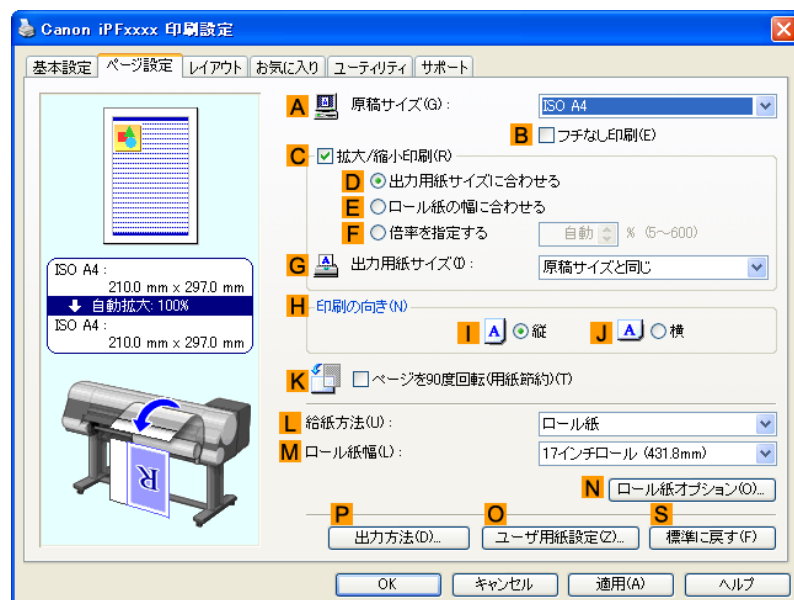 Canon iPFxxxx 印刷設定
基本設定 ページ設定 レイアウト お気に入り ユーティリティ サポート
A 原稿サイズ(G): ISO A4
B フチなし印刷(E)
C 拡大/縮小印刷(R)
D 出力用紙サイズに合わせる
E ロール紙の幅に合わせる
F 倍率を指定する 自動 % (5～600)
G 出力用紙サイズ(I): 原稿サイズと同じ
ISO A4 :
210.0 mm x 297.0 mm
自動拡大: 100%
ISO A4 :
210.0 mm x 297.0 mm
H 印刷の向き(N)
I A 縦 J A 横
K ページを90度回転(用紙節約)(T)
L 給紙方法(U): ロール紙
M ロール紙幅(L): 17インチロール (431.8mm)
R
N ロール紙オプション(O)...
P O S
出力方法(D)... ユーザ用紙設定(Z)... 標準に戻す(F)
OK キャンセル 適用(A) ヘルプ